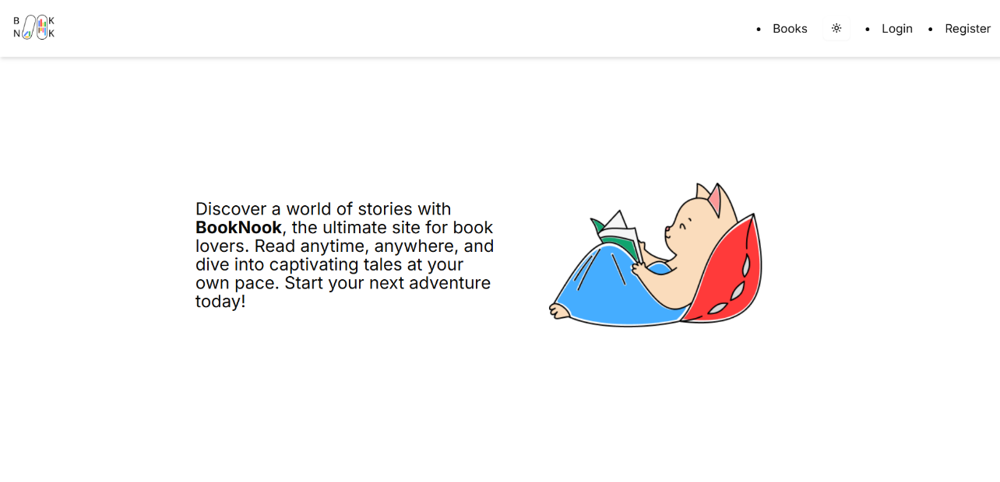 B K
N K
Books
Login
Register
Discover a world of stories with
BookNook, the ultimate site for book
lovers. Read anytime, anywhere, and
dive into captivating tales at your
own pace. Start your next adventure
today!